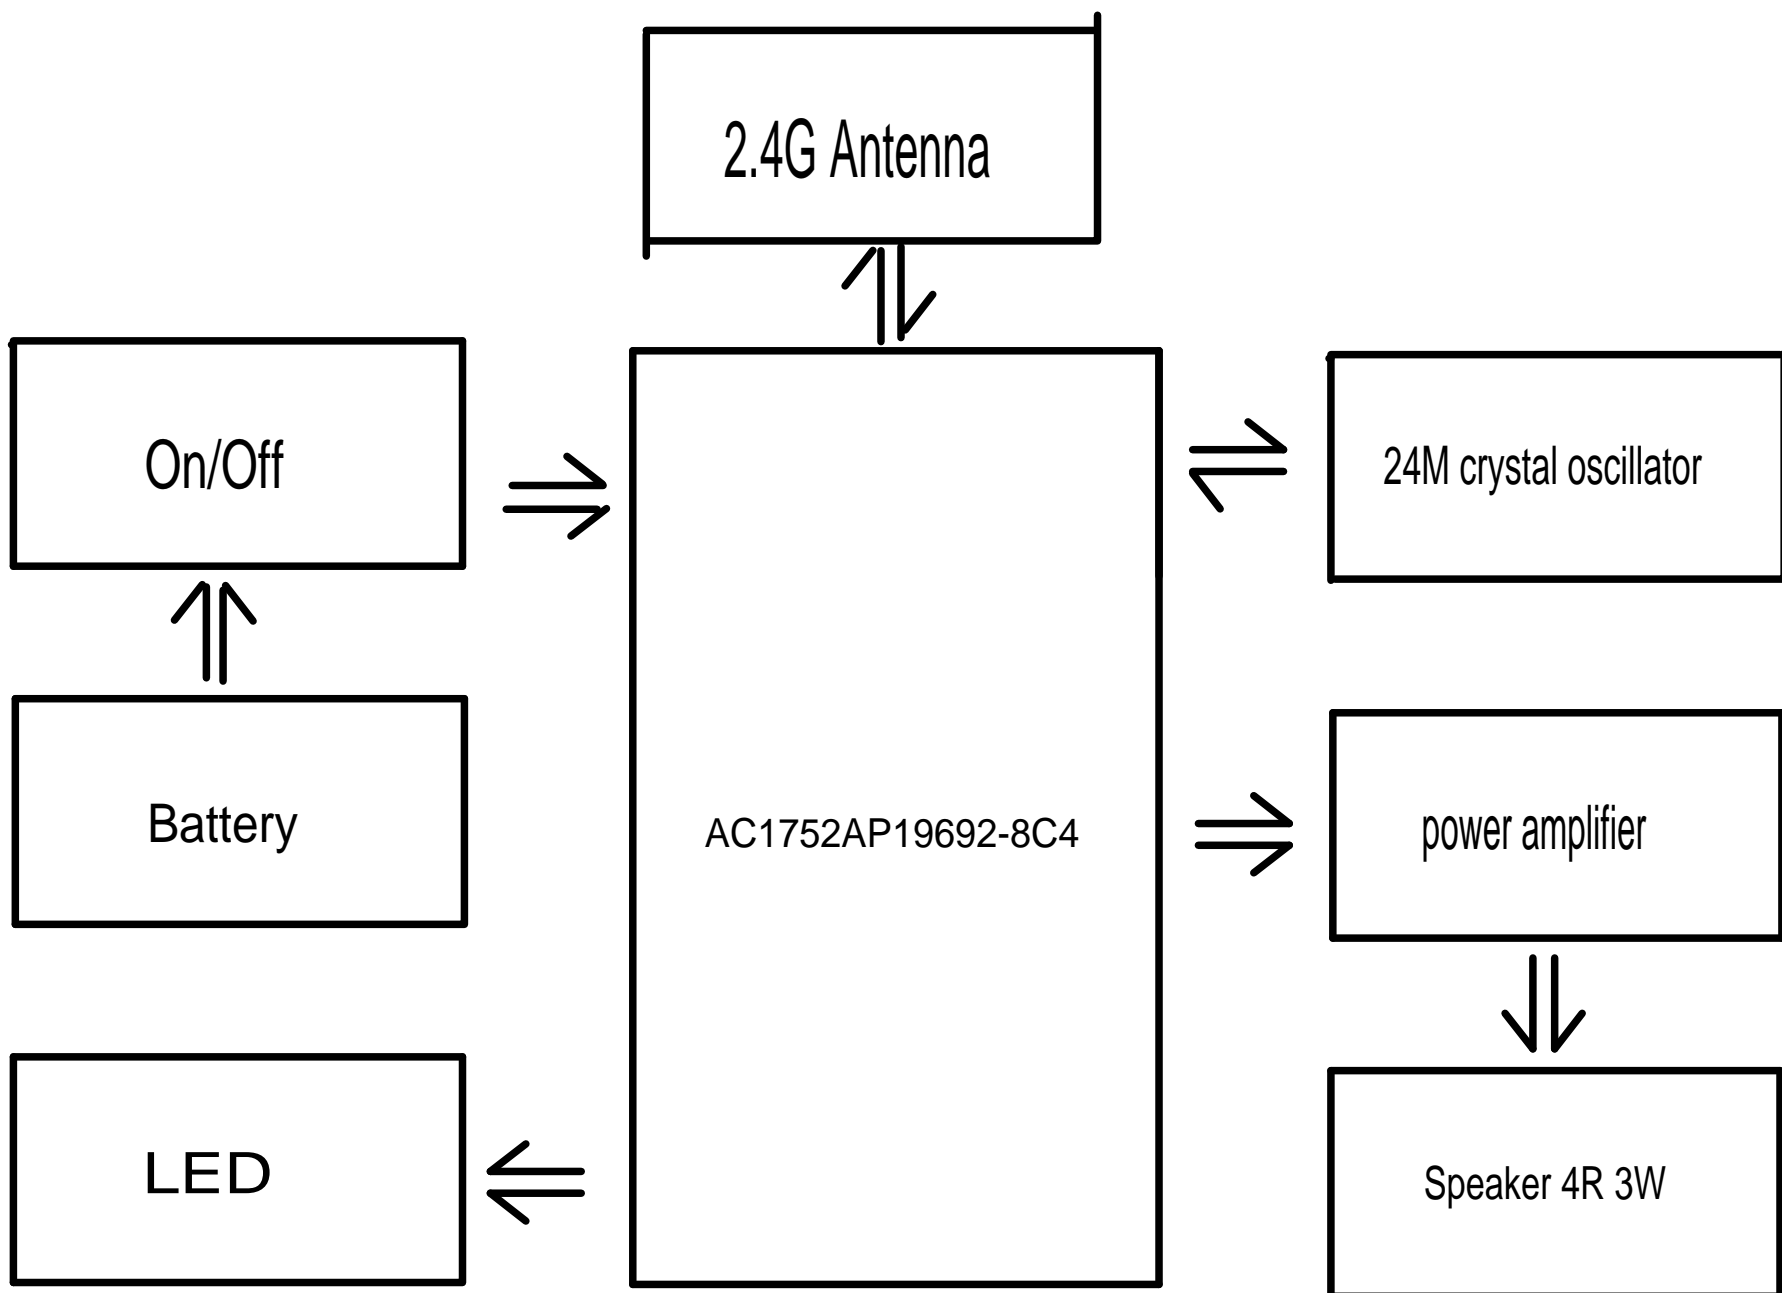 2.4G Antenna
On/Off
24M crystal oscillator
Battery
AC1752AP19692-8C4
power amplifier
LED
Speaker 4R 3W